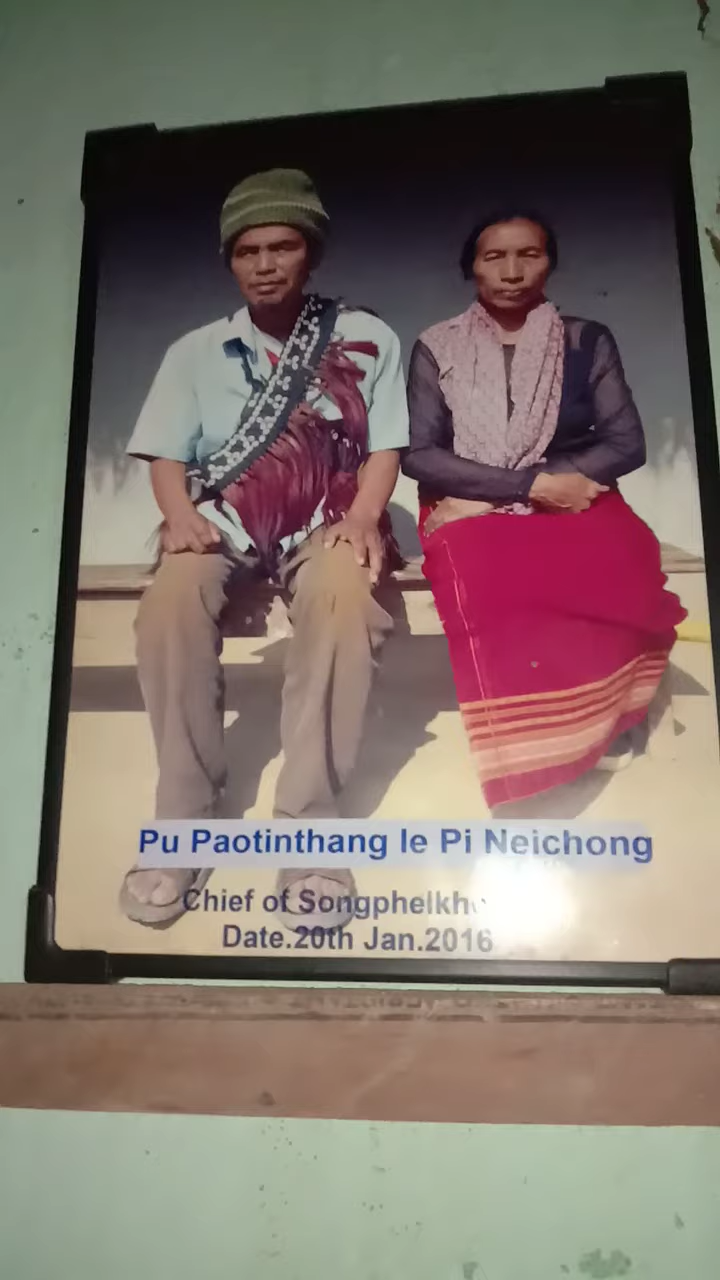 Pu Paotinthang le Pi Neichong
Chief of
Date.20th Jan.2016